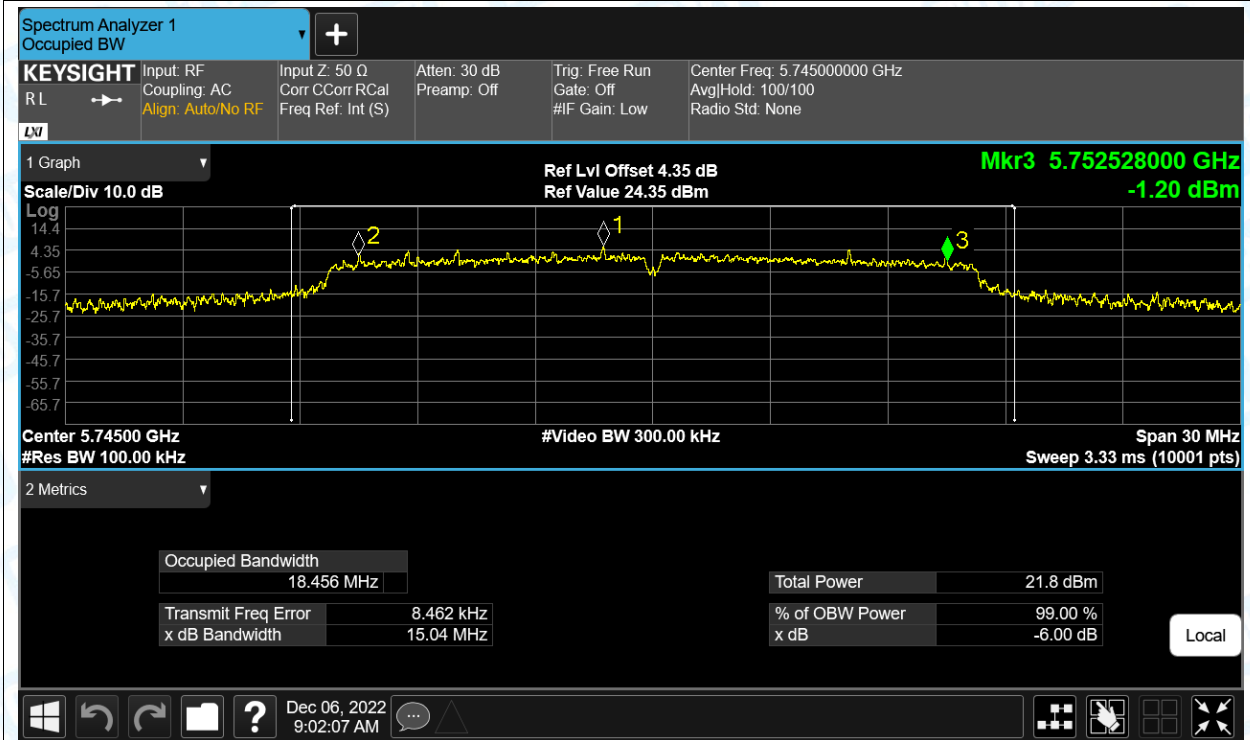 Spectrum Analyzer 1
Occupied BW
KEYSIGHT
R L
LXI
Input: RF
Coupling: AC
Align: Auto/No RF
Input Z: 50 Ω
Corr CCorr RCal
Freq Ref: Int (S)
Atten: 30 dB
Preamp: Off
Trig: Free Run
Gate: Off
#IF Gain: Low
Center Freq: 5.745000000 GHz
Avg|Hold: 100/100
Radio Std: None
1 Graph
Scale/Div 10.0 dB
Ref Lvl Offset 4.35 dB
Ref Value 24.35 dBm
Mkr3 5.752528000 GHz
-1.20 dBm
Log
14.4
4.35
-5.65
-15.7
-25.7
-35.7
-45.7
-55.7
-65.7
2
1
3
Center 5.74500 GHz
#Res BW 100.00 kHz
#Video BW 300.00 kHz
Span 30 MHz
Sweep 3.33 ms (10001 pts)
2 Metrics
Occupied Bandwidth
18.456 MHz
Transmit Freq Error 8.462 kHz
x dB Bandwidth 15.04 MHz
Total Power 21.8 dBm
% of OBW Power 99.00 %
x dB -6.00 dB
Local
?
Dec 06, 2022
9:02:07 AM